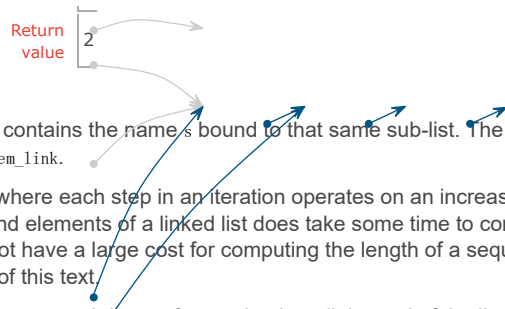 Return
value
2
contains the name s bound to that same sub-list. The
em_link.
where each step in an iteration operates on an increas
nd elements of a linked list does take some time to co
ot have a large cost for computing the length of a sequ
of this text.